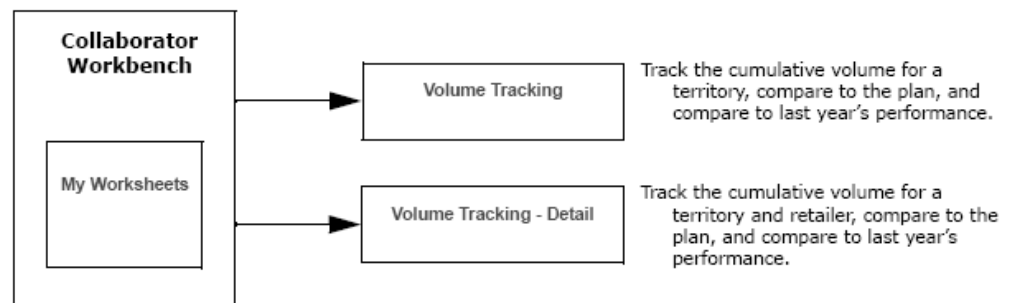 Collaborator
Workbench
My Worksheets
Volume Tracking
Track the cumulative volume for a
territory, compare to the plan, and
compare to last year's performance.
Volume Tracking - Detail
Track the cumulative volume for a
territory and retailer, compare to the
plan, and compare to last year's
performance.